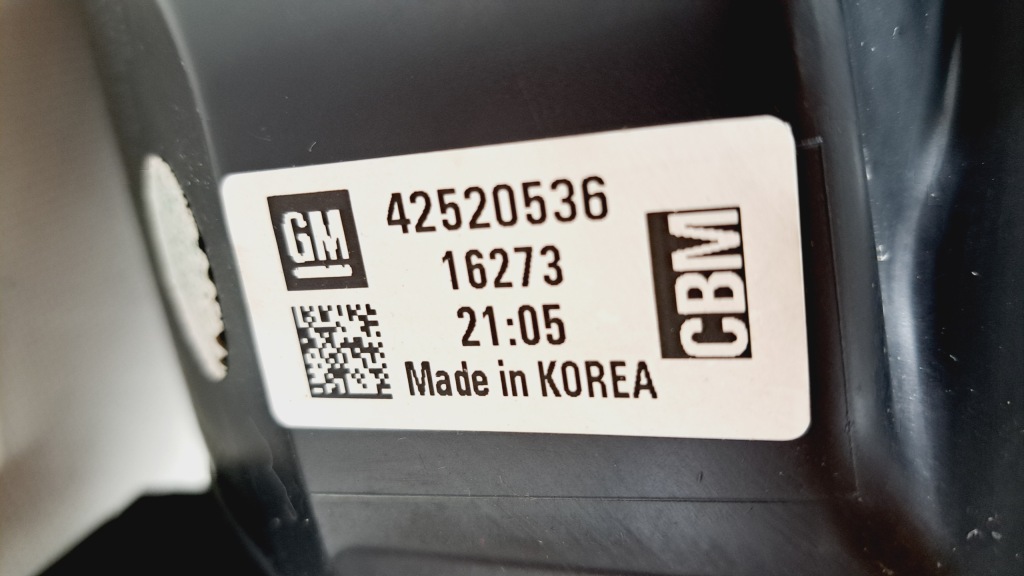 GM
42520536
16273
21:05
Made in KOREA
CBM